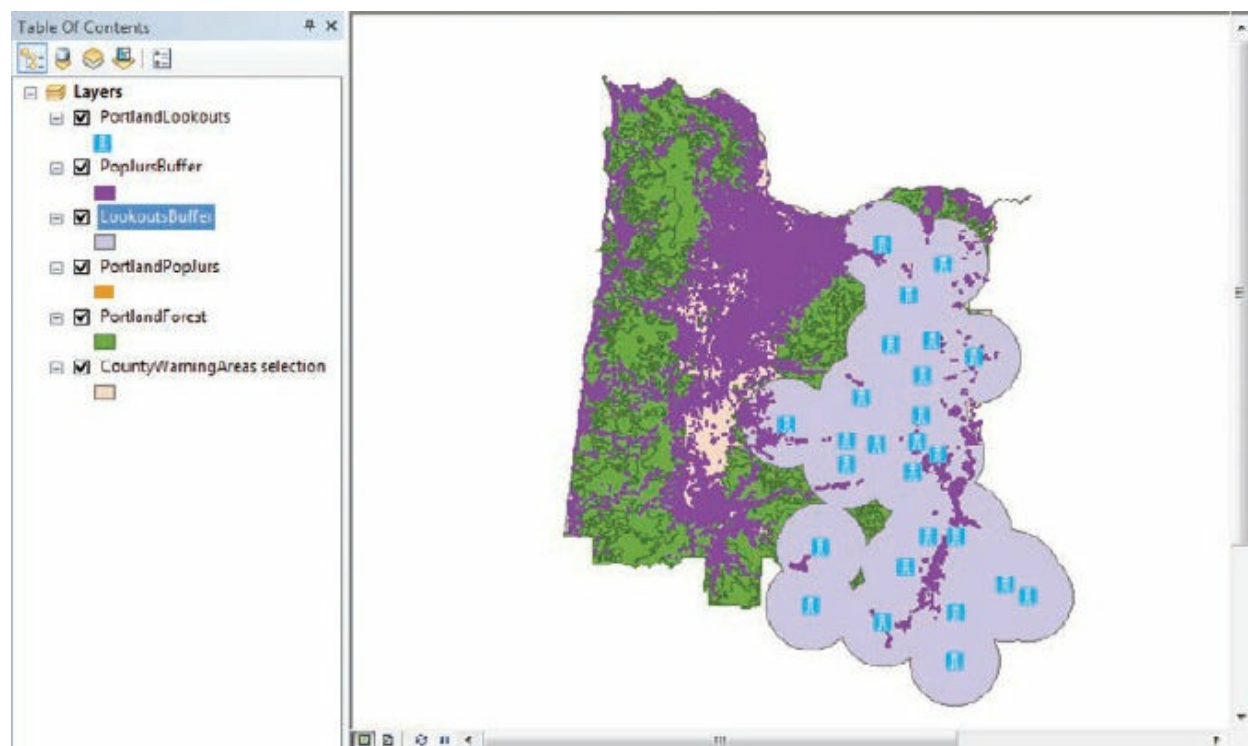 Table Of Contents
Layers
PortlandLookouts
PopJursBuffer
LookoutsBuffer
PortlandPopJurs
PortlandForest
CountyWarningAreas selection